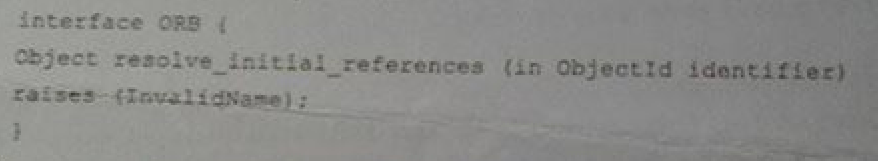 interface ORB {
Object resolve_initial_references (in ObjectId identifier)
raises (InvalidName);
}